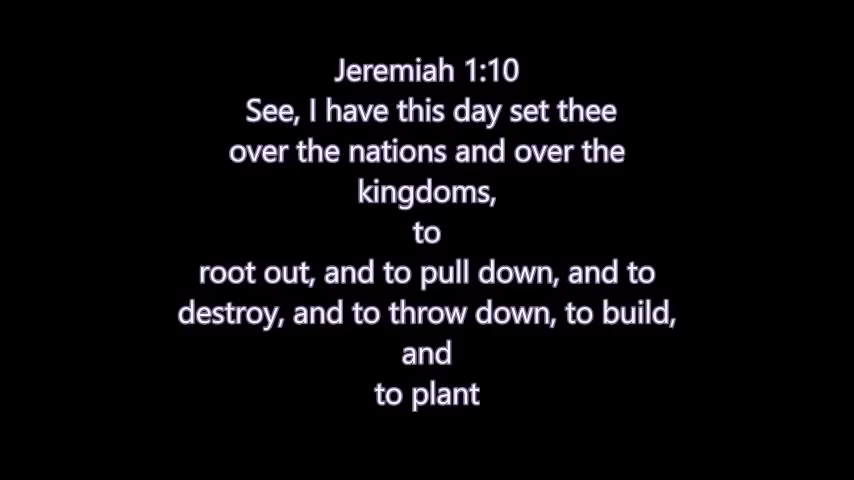 Jeremiah 1:10
See, I have this day set thee
over the nations and over the
kingdoms,
to
root out, and to pull down, and to
destroy, and to throw down, to build,
and
to plant